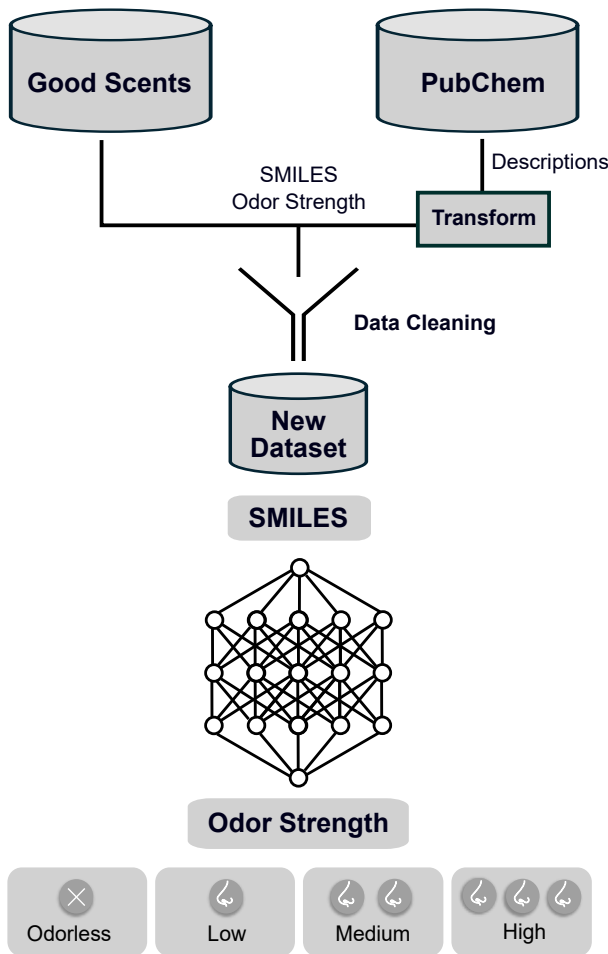 Good Scents
PubChem
Descriptions
SMILES
Odor Strength
Transform
Data Cleaning
New
Dataset
SMILES
Odor Strength
Odorless
Low
Medium
High